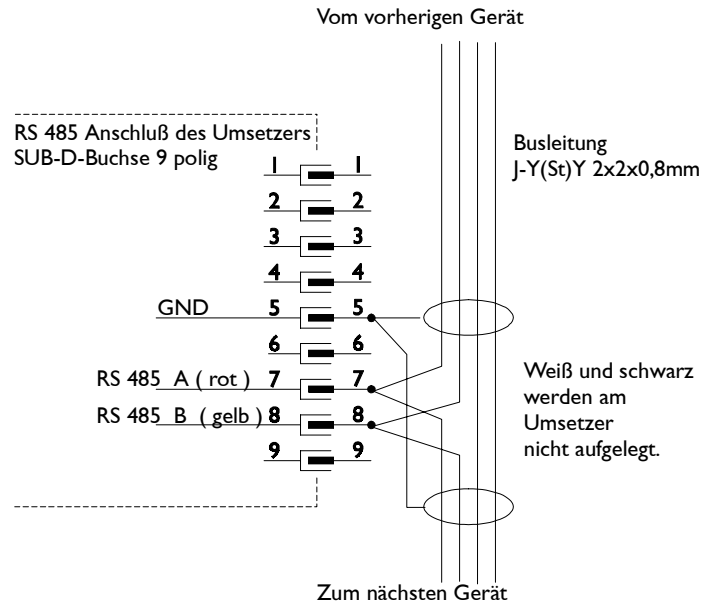 Vom vorherigen Gerät
RS 485 Anschluß des Umsetzers
SUB-D-Buchse 9 polig
Busleitung
J-Y(St)Y 2x2x0,8mm
1 1
2 2
3 3
4 4
GND 5 5
6 6
RS 485 A ( rot ) 7 7
RS 485 B ( gelb ) 8 8
9 9
Weiß und schwarz
werden am
Umsetzer
nicht aufgelegt.
Zum nächsten Gerät